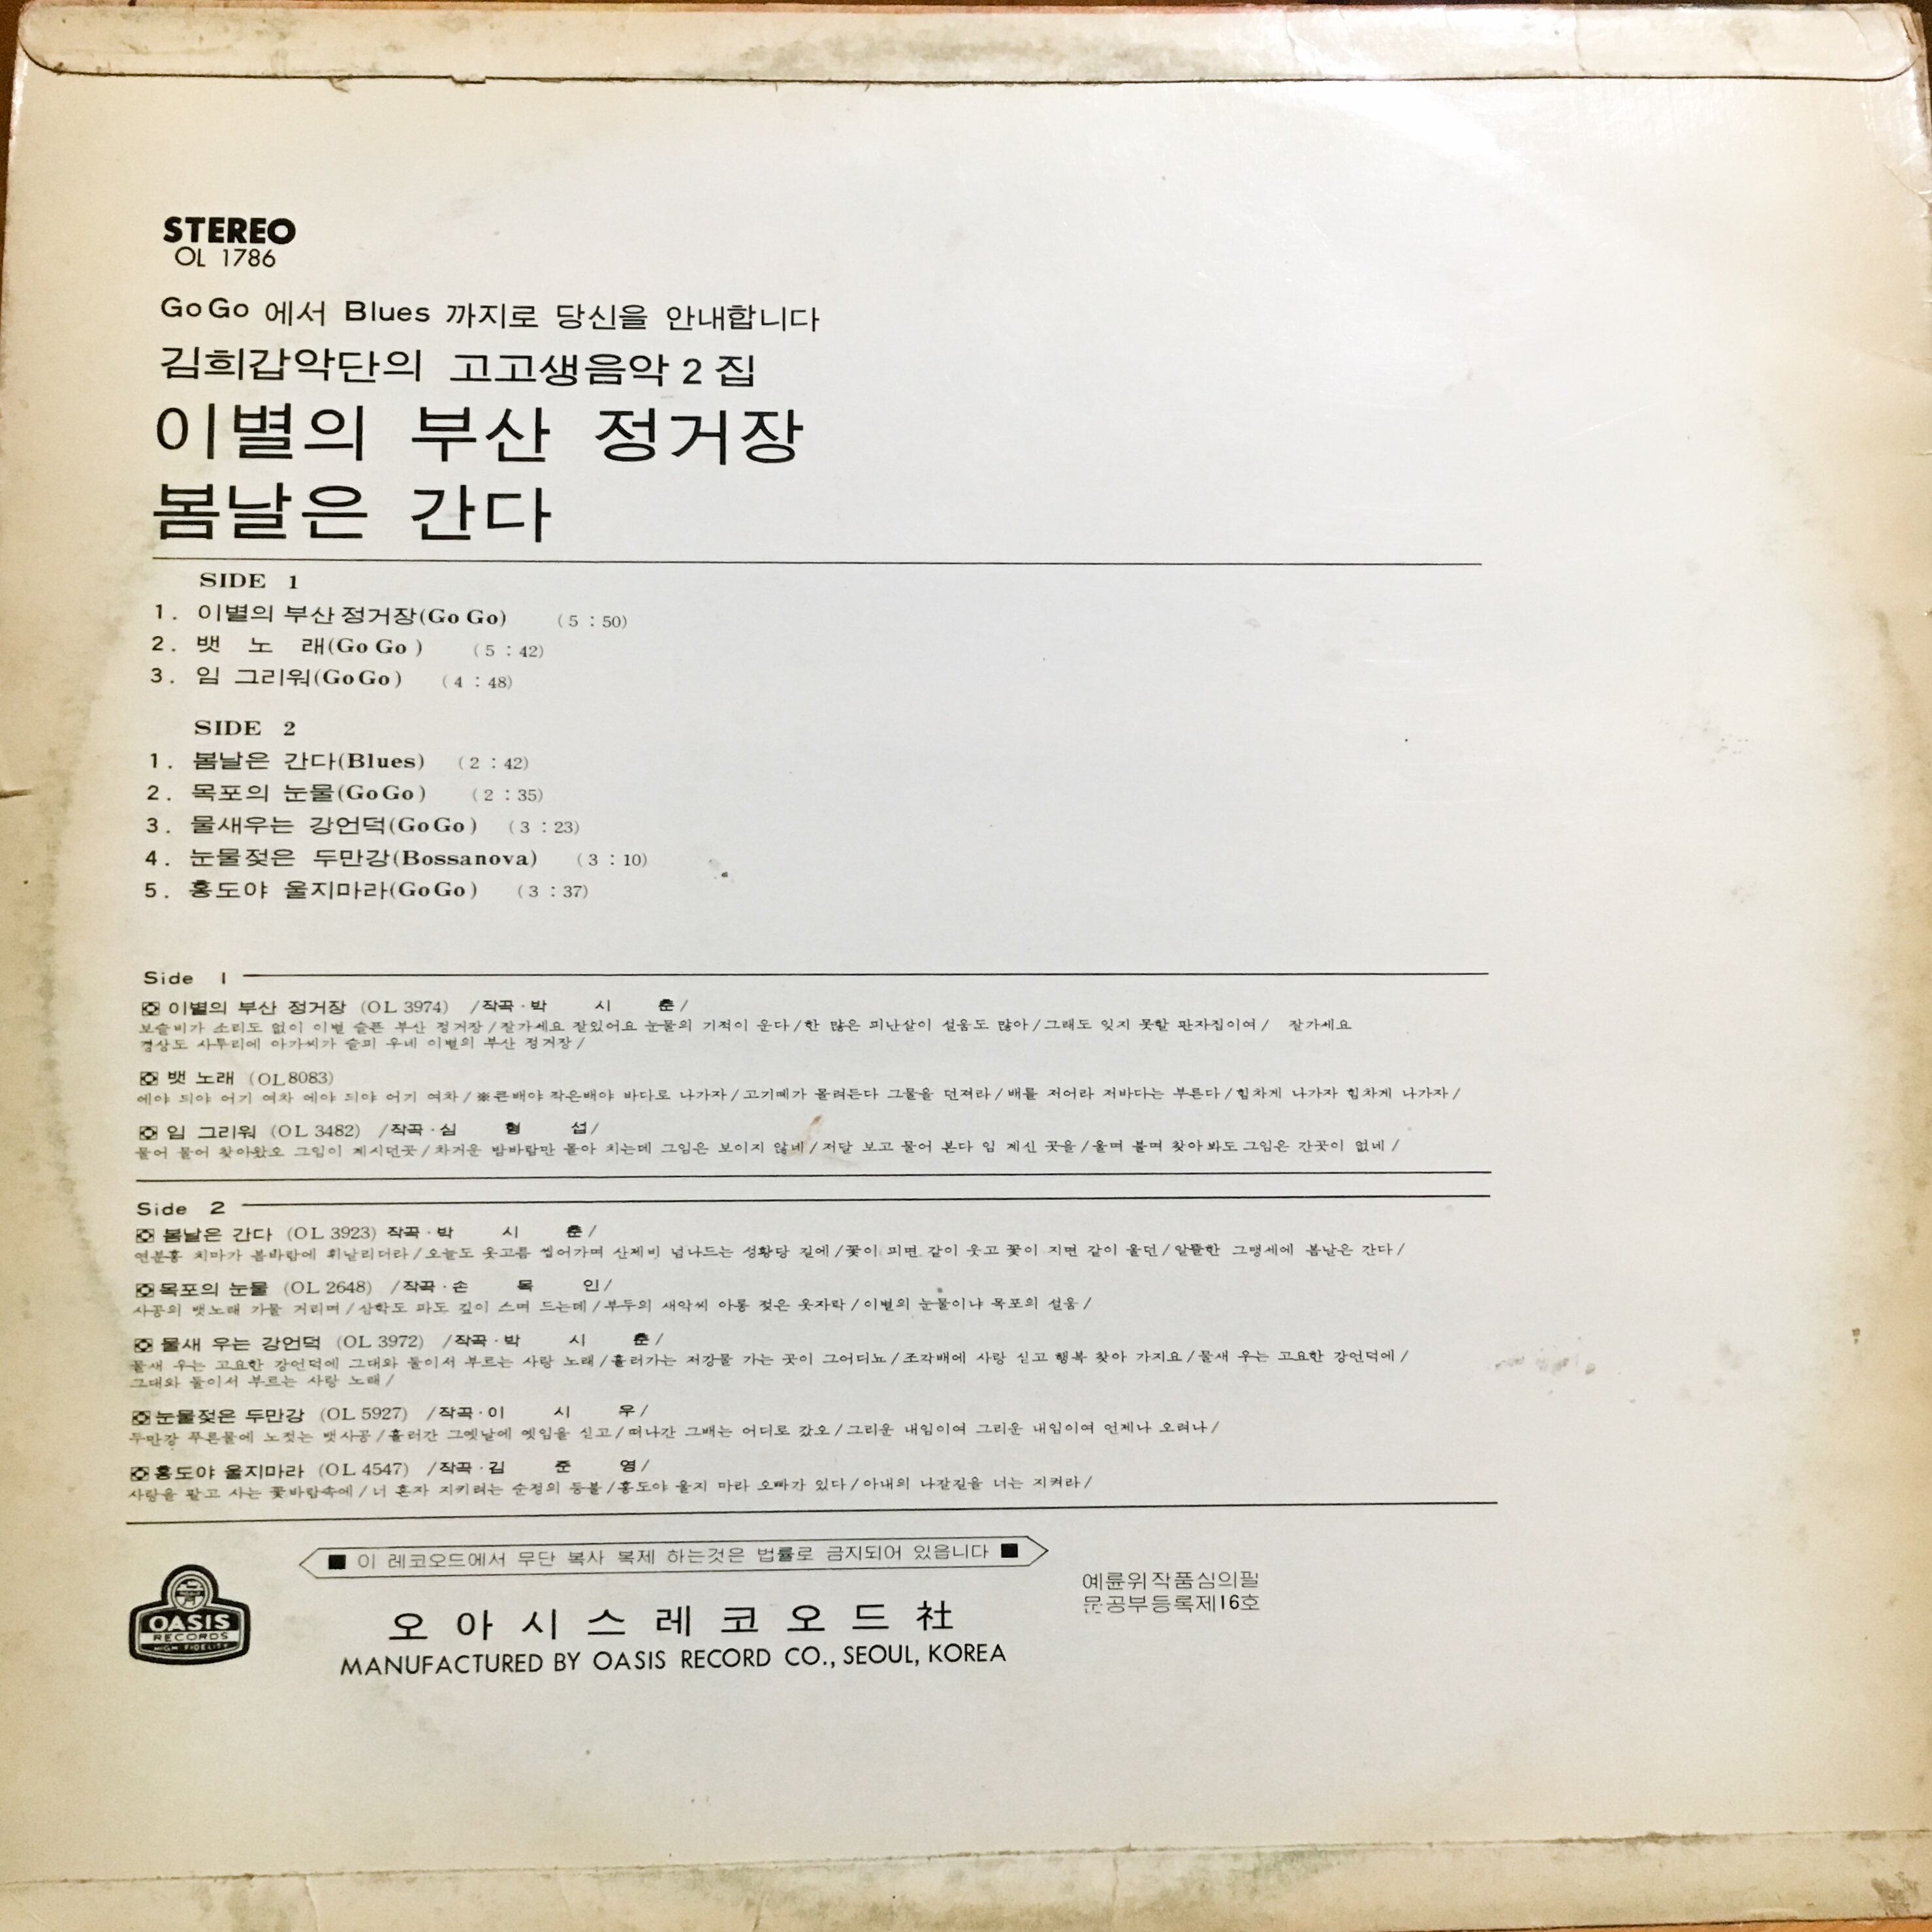 STEREO
OL 1786
GoGo 에서 Blues 까지로 당신을 안내합니다
김희갑악단의 고고생음악 2 집
이별의 부산 정거장
봄날은 간다
SIDE 1
1. 이별의 부산 정거장(Go Go) (5 : 50)
2. 뱃 노 래(Go Go) (5 : 42)
3. 임 그리워(GoGo) (4 : 48)
SIDE 2
1. 봄날은 간다(Blues) (2 : 42)
2. 목포의 눈물(GoGo) (2 : 35)
3. 물새우는 강언덕(GoGo) (3 : 23)
4. 눈물젖은 두만강(Bossanova) (3 : 10)
5. 홍도야 울지마라(GoGo) (3 : 37)
Side 1
이별의 부산 정거장 (OL 3974) /작곡·박 시 춘/
보슬비가 소리도 없이 이별 슬픈 부산 정거장/잘가세요 잘있어요 눈물의 기적이 운다/한 많은 피난살이 설움도 많아/그래도 잊지 못할 판자집이여/ 잘가세요
경상도 사투리에 아가씨가 슬피 우네 이별의 부산 정거장/
뱃 노래 (OL8083)
에야 되야 어기 여차 에야 되야 어기 여차/※큰배야 작은배야 바다로 나가자/고기떼가 몰려든다 그물을 던져라/배를 저어라 저바다는 부른다/힘차게 나가자 힘차게 나가자/
임 그리워 (OL 3482) /작곡·심 형 섭/
물어 물어 찾아왔오 그임이 계시던곳/차거운 밤바람만 몰아 치는데 그임은 보이지 않네/저달 보고 물어 본다 임 계신 곳을/울며 불며 찾아봐도 그임은 간곳이 없네/
Side 2
봄날은 간다 (OL 3923) 작곡·박 시 춘/
연분홍 치마가 봄바람에 휘날리더라/오늘도 옷고름 씹어가며 산제비 넘나드는 성황당 길에/꽃이 피면 같이 웃고 꽃이 지면 같이 울던/알뜰한 그맹세에 봄날은 간다/
목포의 눈물 (OL 2648) /작곡·손 목 인/
사공의 뱃노래 가물 거리며/삼학도 파도 깊이 스며 드는데/부두의 새악씨 아롱 젖은 옷자락/이별의 눈물이냐 목포의 설움/
물새 우는 강언덕 (OL 3972) /작곡·박 시 춘/
물새 우는 고요한 강언덕에 그대와 둘이서 부르는 사랑 노래/흘러가는 저강물 가는 곳이 그어디뇨/조각배에 사랑 싣고 행복 찾아 가지요/물새 우는 고요한 강언덕에/
그대와 둘이서 부르는 사랑 노래/
눈물젖은 두만강 (OL 5927) /작곡·이 시 우/
두만강 푸른물에 노젓는 뱃사공/흘러간 그옛날에 옛임을 싣고/떠나간 그배는 어디로 갔오/그리운 내임이여 그리운 내임이여 언제나 오려나/
홍도야 울지마라 (OL 4547) /작곡·김 준 영/
사랑을 팔고 사는 꽃바람속에/너 혼자 지키려는 순정의 등불/홍도야 울지 마라 오빠가 있다/아내의 나갈길을 너는 지켜라/
■ 이 레코오드에서 무단 복사 복제 하는것은 법률로 금지되어 있음니다 ■
예륜위작품심의필
문공부등록제16호
OASIS
RECORDS
HIGH FIDELITY
오아시스레코오드社
MANUFACTURED BY OASIS RECORD CO., SEOUL, KOREA